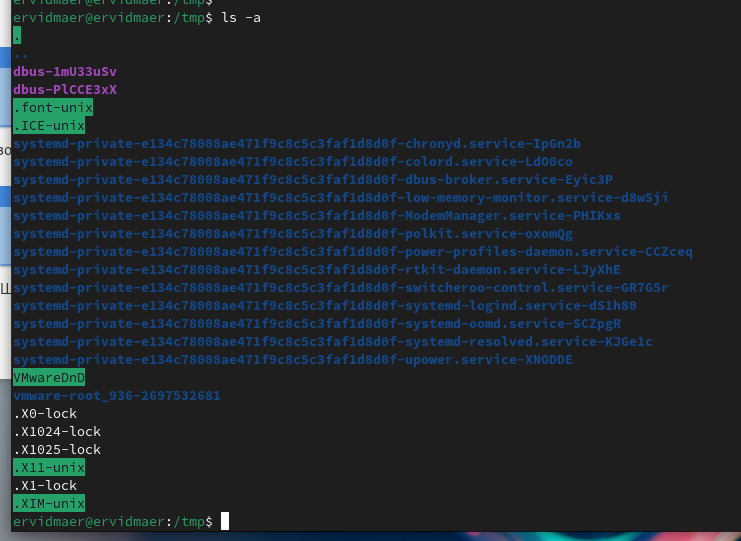 ervidmaer@ervidmaer:/tmp$
ervidmaer@ervidmaer:/tmp$ ls -a
.
..
dbus-1mU33uSv
dbus-PlCCE3xX
.font-unix
.ICE-unix
systemd-private-e134c78008ae471f9c8c5c3faf1d8d0f-chronyd.service-IpGn2b
systemd-private-e134c78008ae471f9c8c5c3faf1d8d0f-colord.service-LdO0co
systemd-private-e134c78008ae471f9c8c5c3faf1d8d0f-dbus-broker.service-Eyic3P
systemd-private-e134c78008ae471f9c8c5c3faf1d8d0f-low-memory-monitor.service-d8wSji
systemd-private-e134c78008ae471f9c8c5c3faf1d8d0f-ModemManager.service-PHIKxs
systemd-private-e134c78008ae471f9c8c5c3faf1d8d0f-polkit.service-oxomQg
systemd-private-e134c78008ae471f9c8c5c3faf1d8d0f-power-profiles-daemon.service-CCZceq
systemd-private-e134c78008ae471f9c8c5c3faf1d8d0f-rtkit-daemon.service-LJyXhE
systemd-private-e134c78008ae471f9c8c5c3faf1d8d0f-switcheroo-control.service-GR7G5r
systemd-private-e134c78008ae471f9c8c5c3faf1d8d0f-systemd-logind.service-dS1h80
systemd-private-e134c78008ae471f9c8c5c3faf1d8d0f-systemd-oomd.service-SCZpgR
systemd-private-e134c78008ae471f9c8c5c3faf1d8d0f-systemd-resolved.service-KJGe1c
systemd-private-e134c78008ae471f9c8c5c3faf1d8d0f-upower.service-XNODDE
VMwareDnD
vmware-root_936-2697532681
.X0-lock
.X1024-lock
.X1025-lock
.X11-unix
.X1-lock
.XIM-unix
ervidmaer@ervidmaer:/tmp$